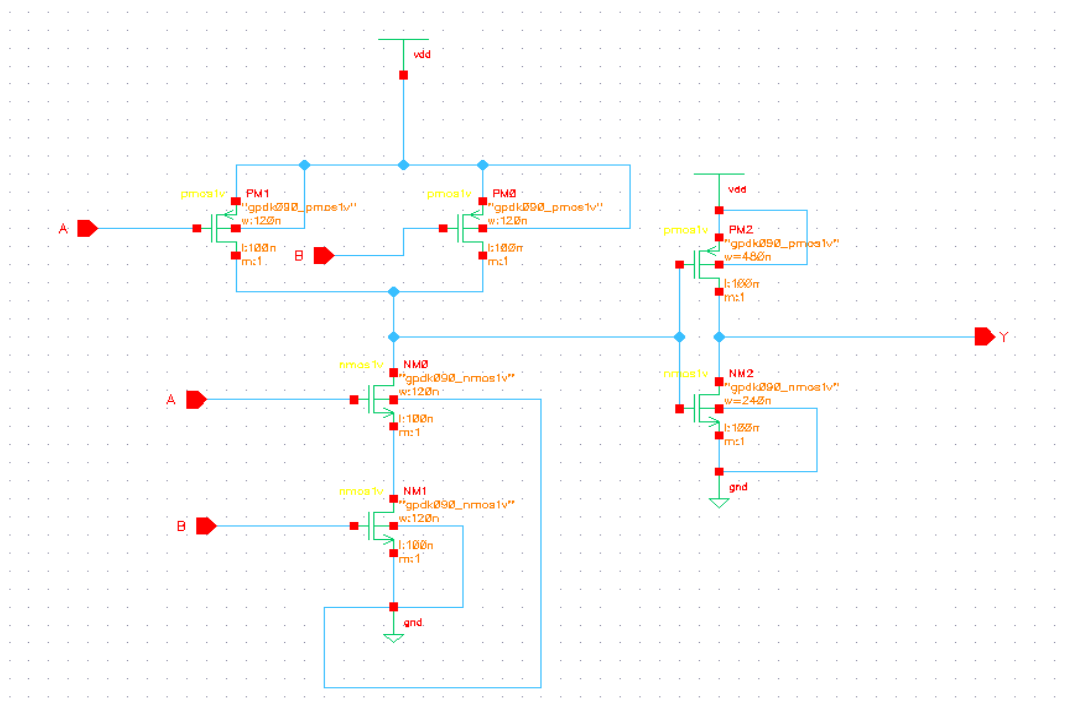 vdd
pmos1v PM1
"gpdk090_pmos1v"
w:120n
A
l:100n
m:1
pmos1v PM0
"gpdk090_pmos1v"
w:120n
B
l:100n
m:1
vdd
pmos1v PM2
"gpdk090_pmos1v"
w=480n
l:100n
m:1
Y
nmos1v NM0
"gpdk090_nmos1v"
w:120n
A
l:100n
m:1
nmos1v NM2
"gpdk090_nmos1v"
w=240n
l:100n
m:1
gnd
nmos1v NM1
"gpdk090_nmos1v"
w:120n
B
l:100n
m:1
gnd